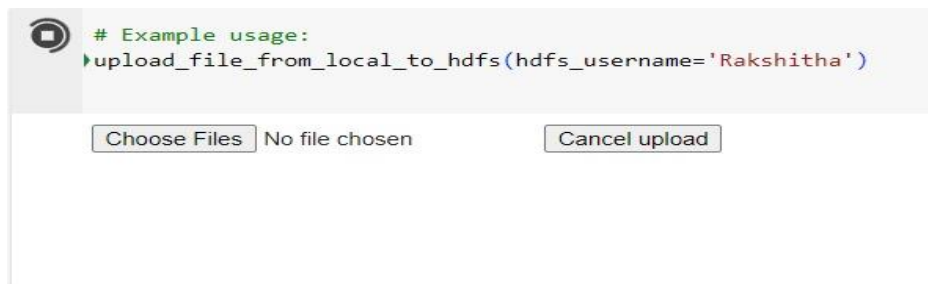 # Example usage:
upload_file_from_local_to_hdfs(hdfs_username='Rakshitha')
Choose Files No file chosen Cancel upload